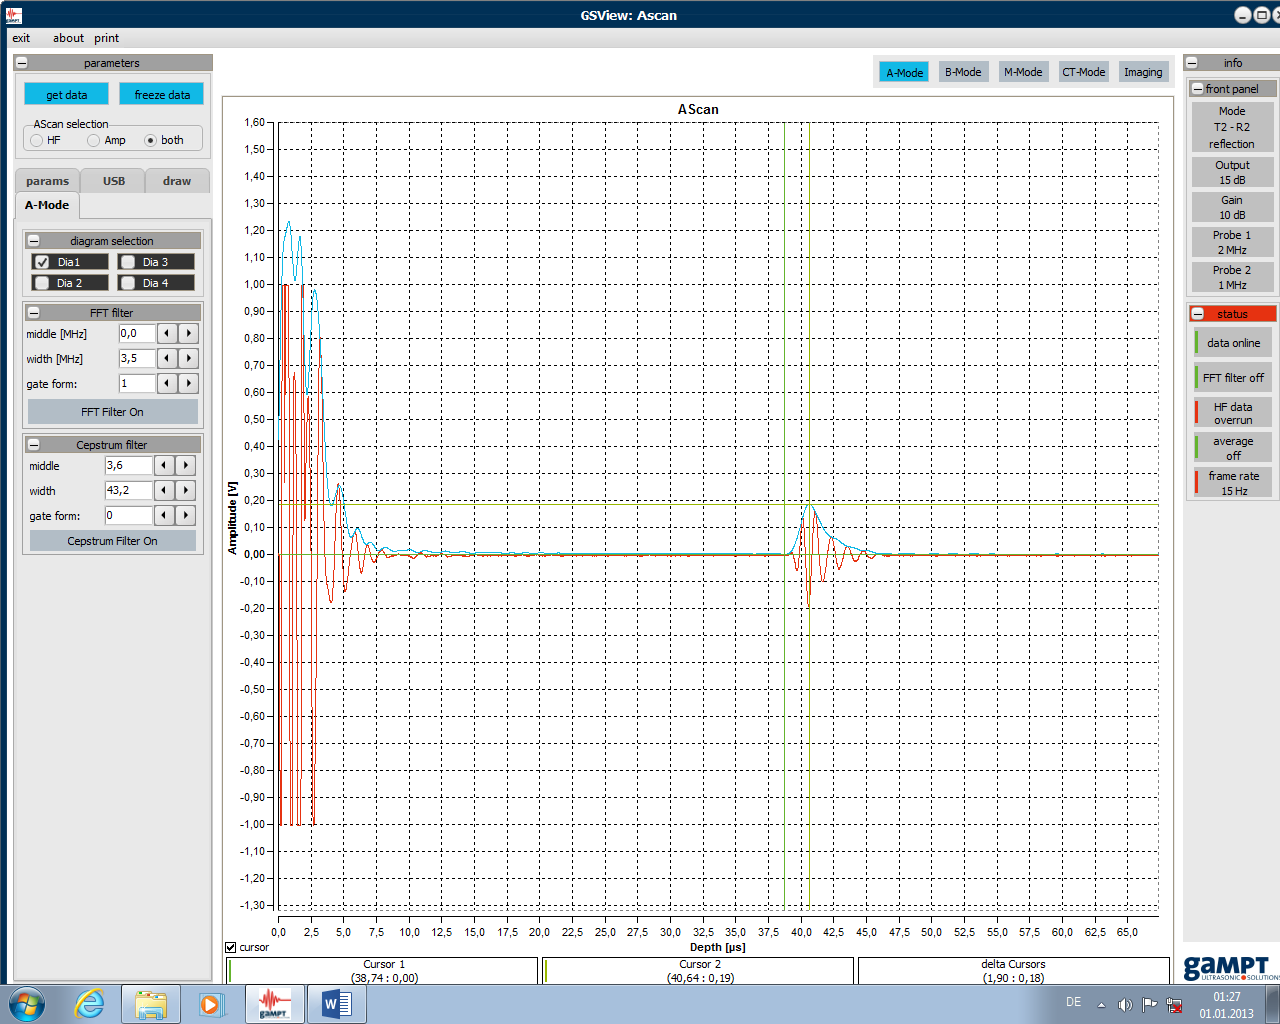 GSView: Ascan
exit about print
parameters
get data freeze data
AScan selection
HF Amp both
params USB draw
A-Mode
diagram selection
Dia1 Dia 3
Dia 2 Dia 4
FFT filter
middle [MHz] 0,0
width [MHz] 3,5
gate form: 1
FFT Filter On
Cepstrum filter
middle 3,6
width 43,2
gate form: 0
Cepstrum Filter On
A-Mode B-Mode M-Mode CT-Mode Imaging
AScan
1,60
1,50
1,40
1,30
1,20
1,10
1,00
0,90
0,80
0,70
0,60
0,50
0,40
0,30
0,20
0,10
0,00
-0,10
-0,20
-0,30
-0,40
-0,50
-0,60
-0,70
-0,80
-0,90
-1,00
-1,10
-1,20
-1,30
Amplitude [V]
0,0 2,5 5,0 7,5 10,0 12,5 15,0 17,5 20,0 22,5 25,0 27,5 30,0 32,5 35,0 37,5 40,0 42,5 45,0 47,5 50,0 52,5 55,0 57,5 60,0 62,5 65,0
Depth [µs]
cursor
Cursor 1
(38,74 : 0,00)
Cursor 2
(40,64 : 0,19)
delta Cursors
(1,90 : 0,18)
info
front panel
Mode
T2 - R2
reflection
Output
15 dB
Gain
10 dB
Probe 1
2 MHz
Probe 2
1 MHz
status
data online
FFT filter off
HF data
overrun
average
off
frame rate
15 Hz
gAMPT
ULTRASONIC SOLUTIONS
gAMPT
DE
01:27
01.01.2013